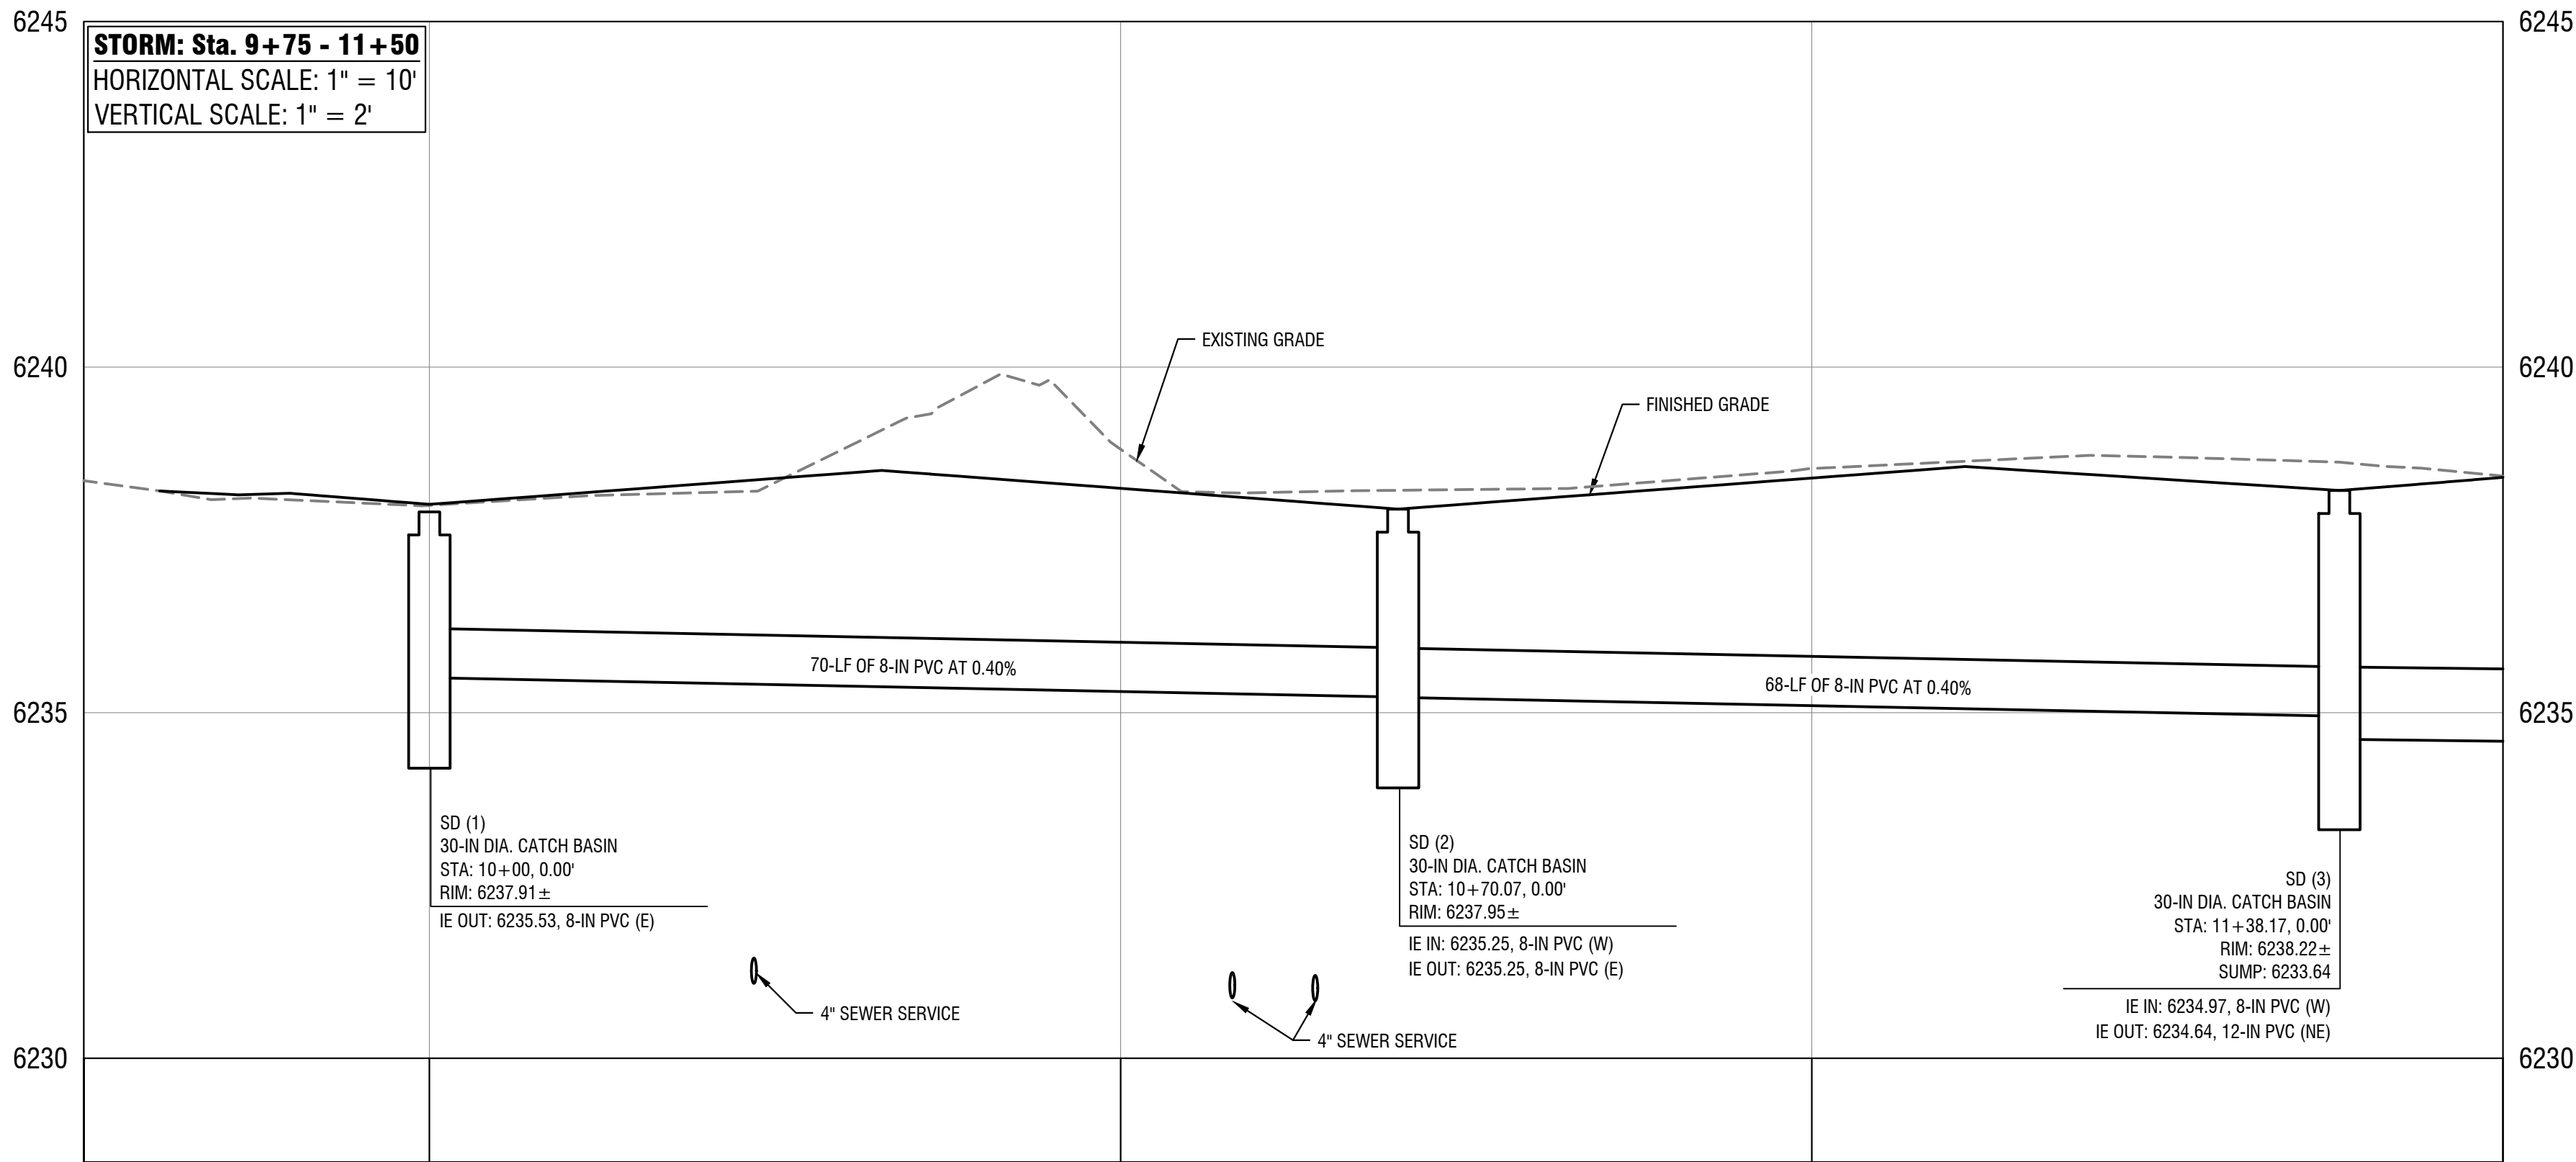 6245
6245
STORM: Sta. 9+75 - 11+50
HORIZONTAL SCALE: 1" = 10'
VERTICAL SCALE: 1" = 2'
EXISTING GRADE
6240
6240
FINISHED GRADE
70-LF OF 8-IN PVC AT 0.40%
68-LF OF 8-IN PVC AT 0.40%
6235
6235
SD (1)
30-IN DIA. CATCH BASIN
STA: 10+00, 0.00'
RIM: 6237.91±
IE OUT: 6235.53, 8-IN PVC (E)
SD (2)
30-IN DIA. CATCH BASIN
STA: 10+70.07, 0.00'
RIM: 6237.95±
IE IN: 6235.25, 8-IN PVC (W)
IE OUT: 6235.25, 8-IN PVC (E)
SD (3)
30-IN DIA. CATCH BASIN
STA: 11+38.17, 0.00'
RIM: 6238.22±
SUMP: 6233.64
IE IN: 6234.97, 8-IN PVC (W)
IE OUT: 6234.64, 12-IN PVC (NE)
4" SEWER SERVICE
4" SEWER SERVICE
6230
6230